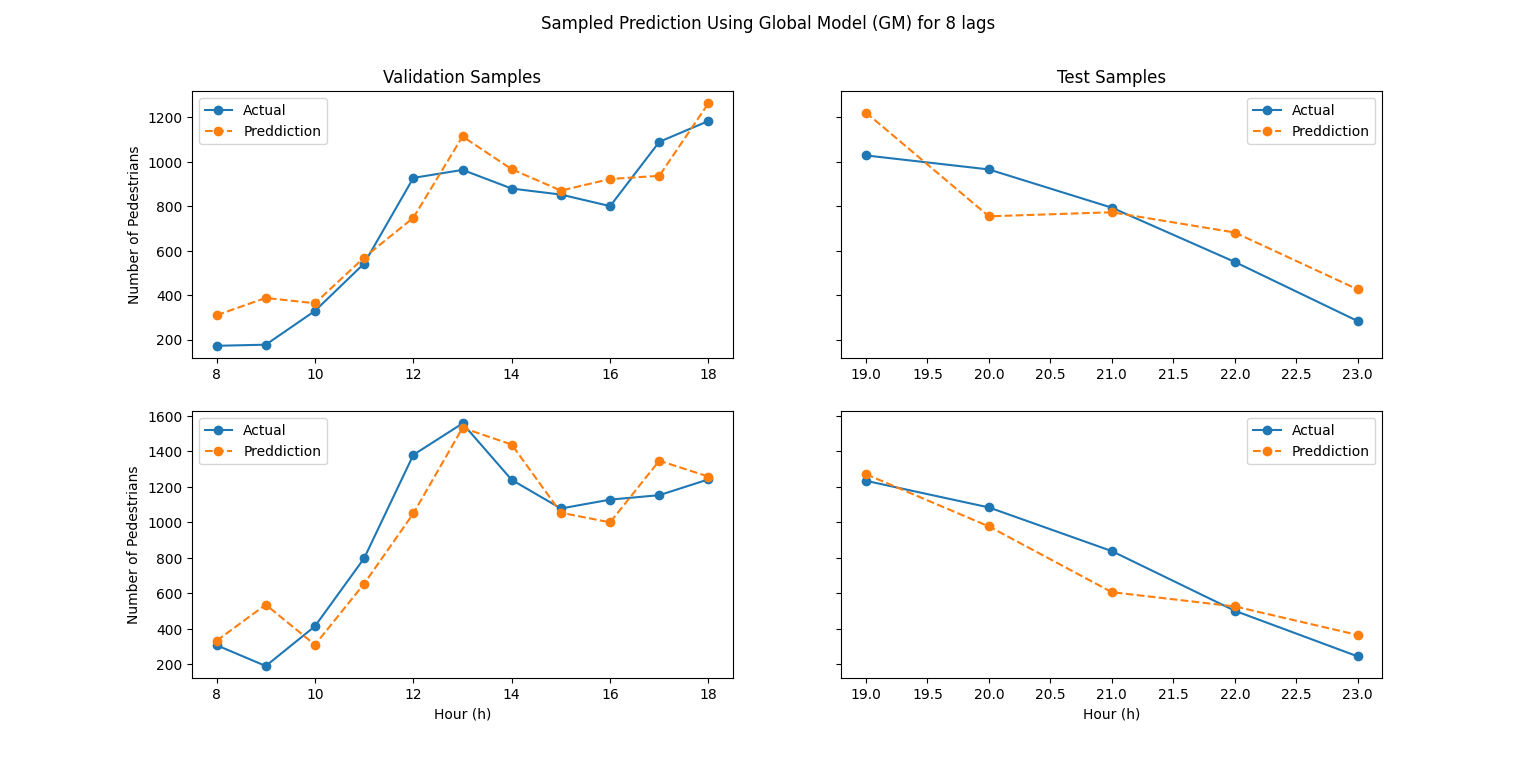 Sampled Prediction Using Global Model (GM) for 8 lags
Validation Samples
Actual
Preddiction
Number of Pedestrians
1200
1000
800
600
400
200
8 10 12 14 16 18
Test Samples
Actual
Preddiction
19.0 19.5 20.0 20.5 21.0 21.5 22.0 22.5 23.0
Actual
Preddiction
Number of Pedestrians
1600
1400
1200
1000
800
600
400
200
8 10 12 14 16 18
Hour (h)
Actual
Preddiction
19.0 19.5 20.0 20.5 21.0 21.5 22.0 22.5 23.0
Hour (h)